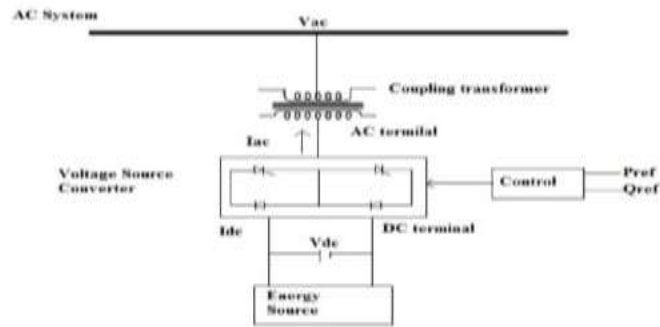 AC System
Vac
Coupling transformer
AC termilal
Iac
Voltage Source
Converter
Control
Pref
Qref
Idc
DC terminal
Vdc
Energy
Source